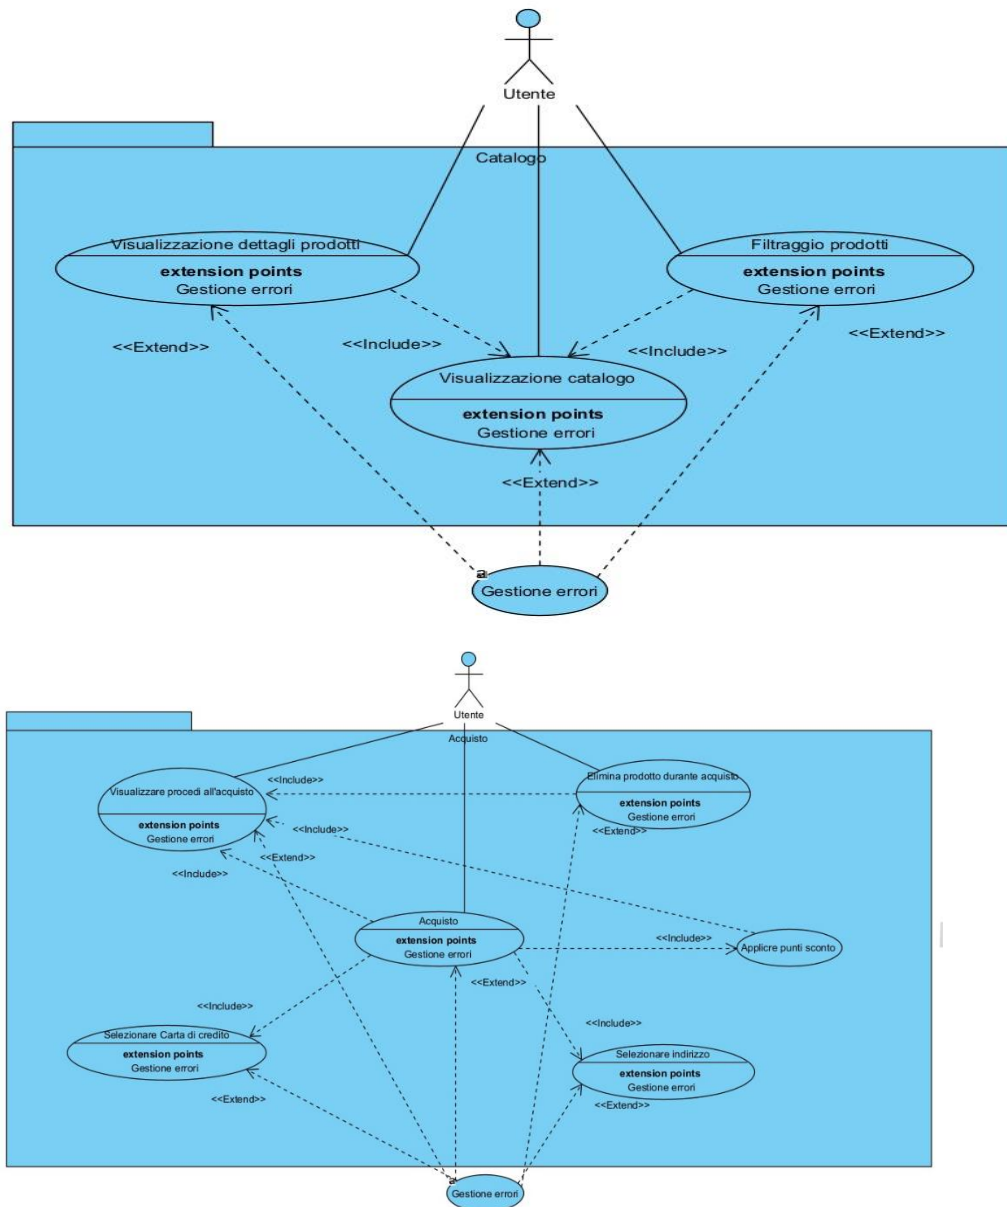 Utente
Catalogo
Visualizzazione dettagli prodotti
extension points
Gestione errori
Filtraggio prodotti
extension points
Gestione errori
<<Extend>>
<<Include>>
<<Include>>
<<Extend>>
Visualizzazione catalogo
extension points
Gestione errori
<<Extend>>
Gestione errori
Utente
Acquisto
Visualizzare procedi all'acquisto
extension points
Gestione errori
<<Include>>
Elimina prodotto durante acquisto
extension points
Gestione errori
<<Include>>
<<Extend>>
<<Extend>>
<<Include>>
Acquisto
extension points
Gestione errori
<<Include>>
Applicre punti sconto
<<Extend>>
<<Include>>
<<Include>>
Selezionare Carta di credito
extension points
Gestione errori
Selezionare indirizzo
extension points
Gestione errori
<<Extend>>
<<Extend>>
Gestione errori